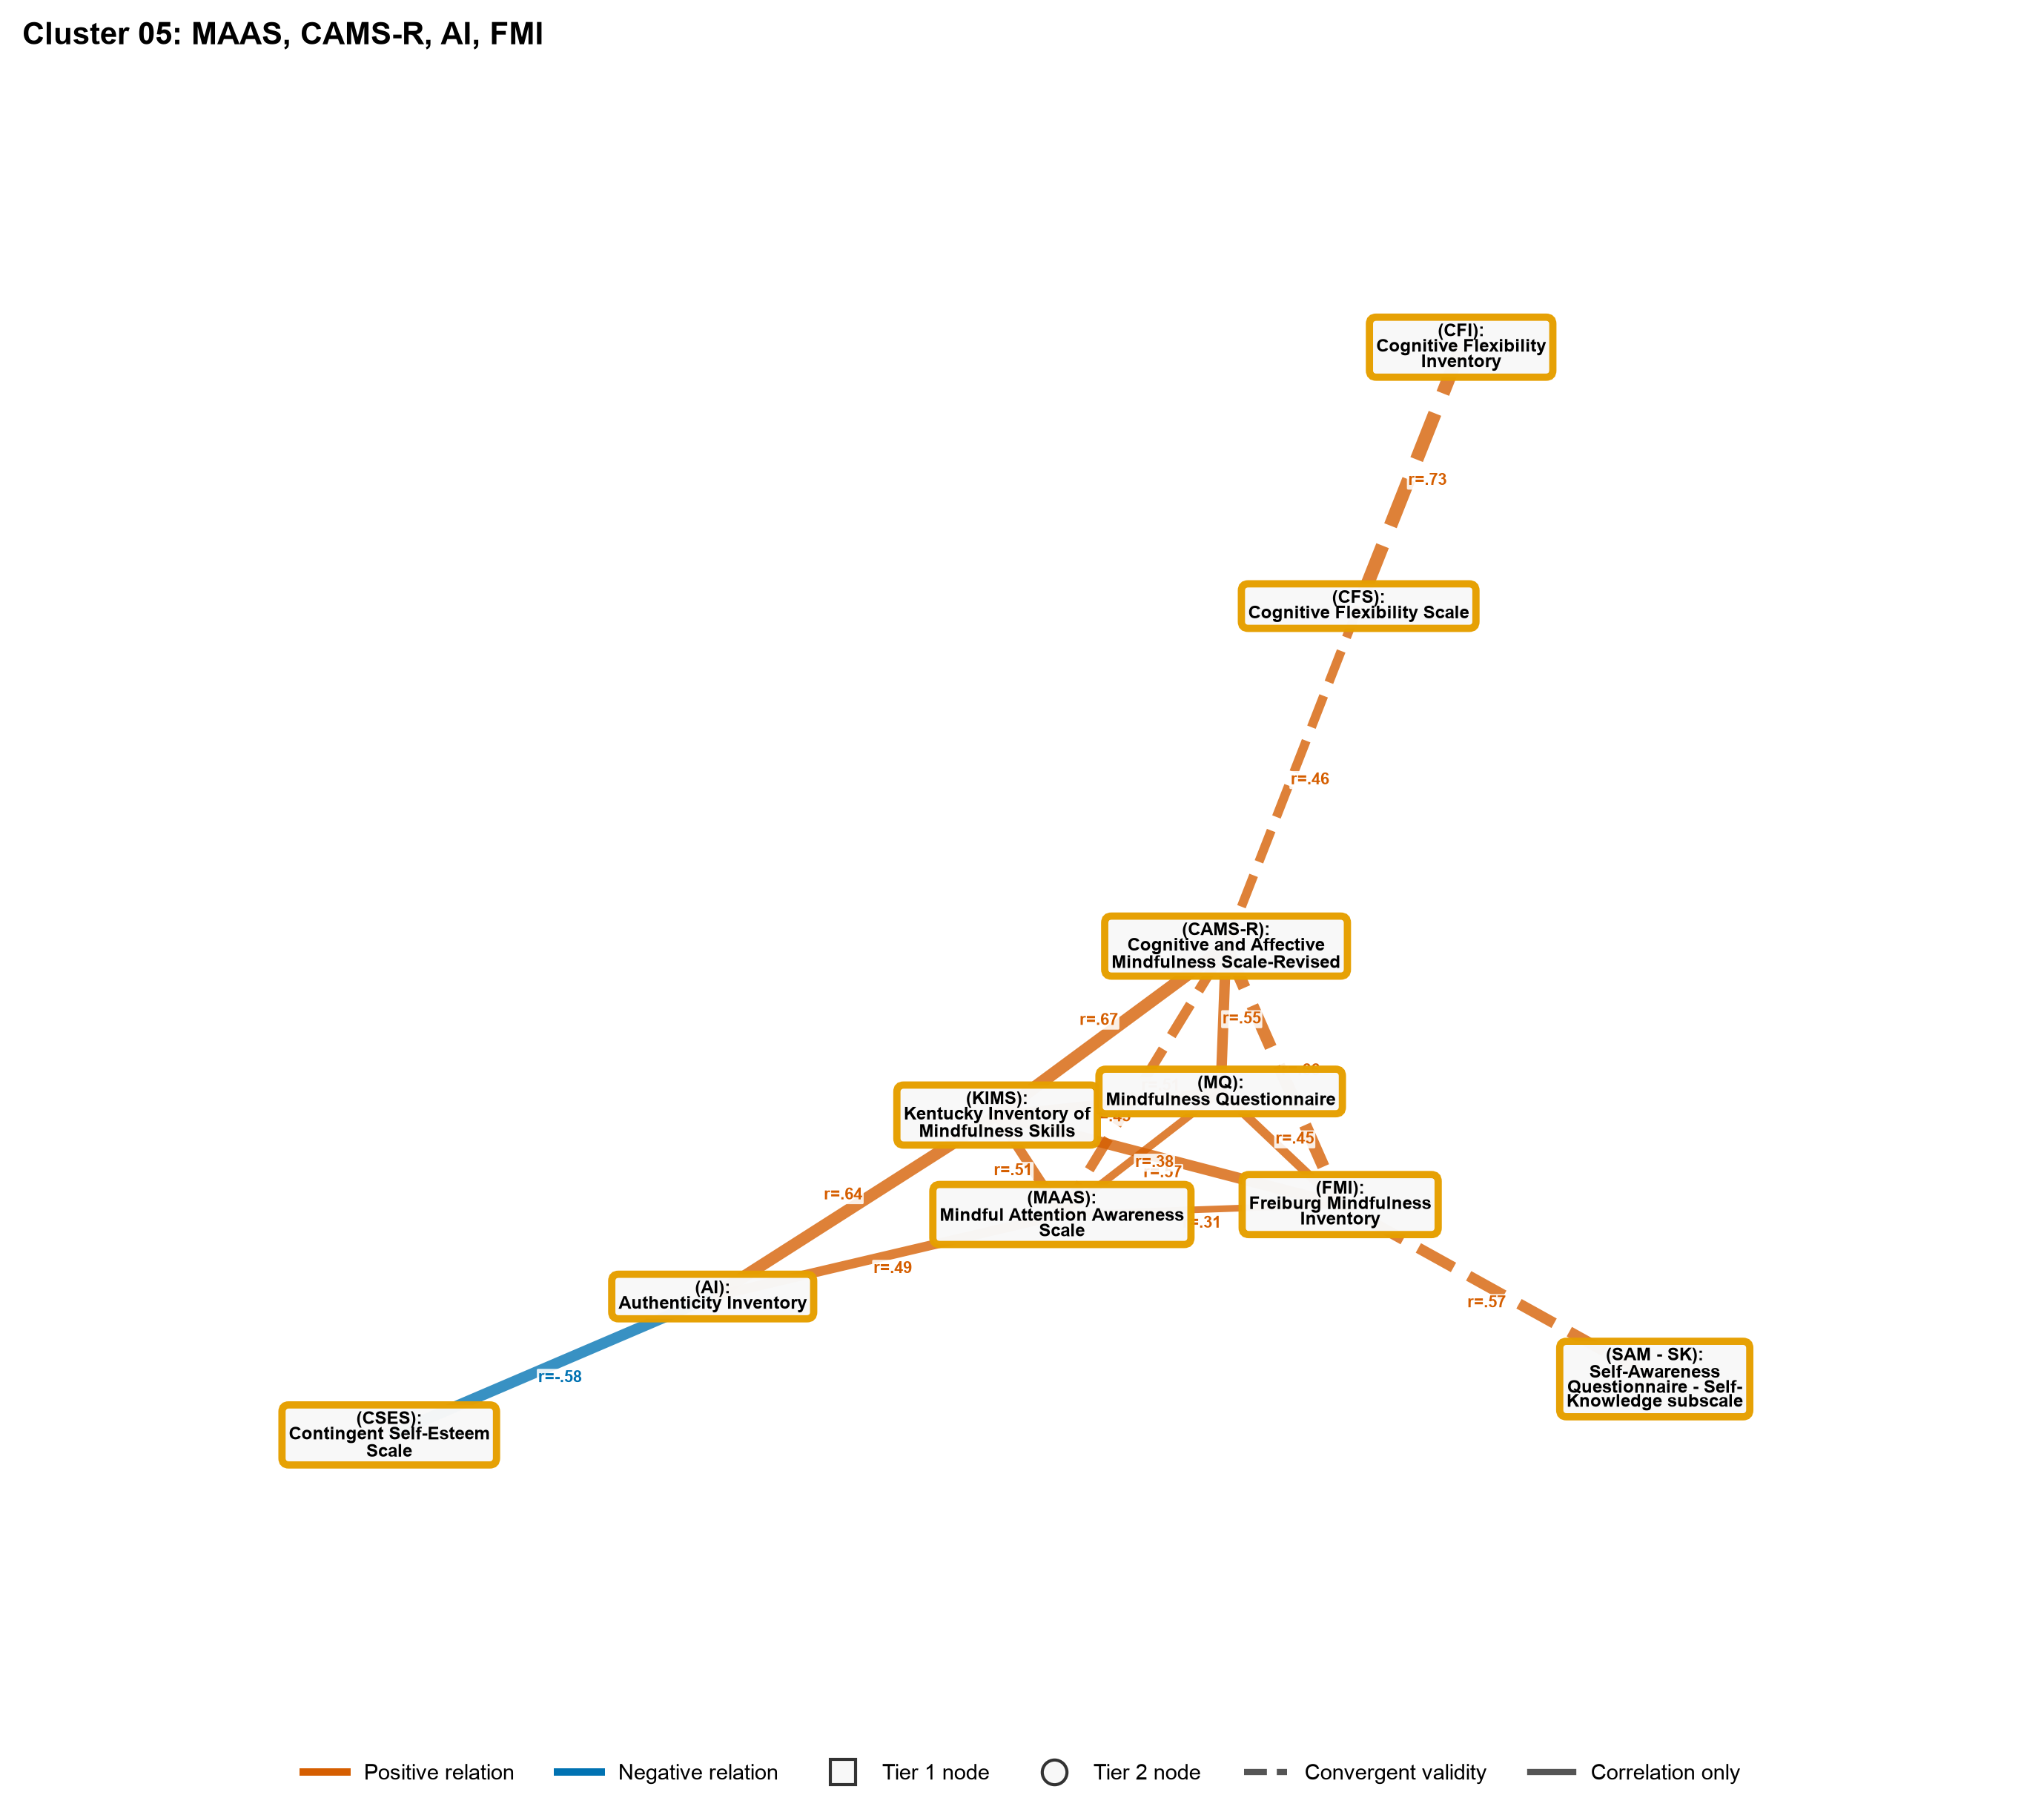 Cluster 05: MAAS, CAMS-R, AI, FMI
(CFI):
Cognitive Flexibility
Inventory
r=.73
(CFS):
Cognitive Flexibility Scale
r=.46
(CAMS-R):
Cognitive and Affective
Mindfulness Scale-Revised
r=.67
r=.55
(MQ):
Mindfulness Questionnaire
(KIMS):
Kentucky Inventory of
Mindfulness Skills
r=.45
r=.38
r=.51
(MAAS):
Mindful Attention Awareness
Scale
(FMI):
Freiburg Mindfulness
Inventory
r=.64
=.31
r=.49
(AI):
Authenticity Inventory
r=.57
r=-.58
(SAM - SK):
Self-Awareness
Questionnaire - Self-
Knowledge subscale
(CSES):
Contingent Self-Esteem
Scale
Positive relation
Negative relation
Tier 1 node
Tier 2 node
Convergent validity
Correlation only